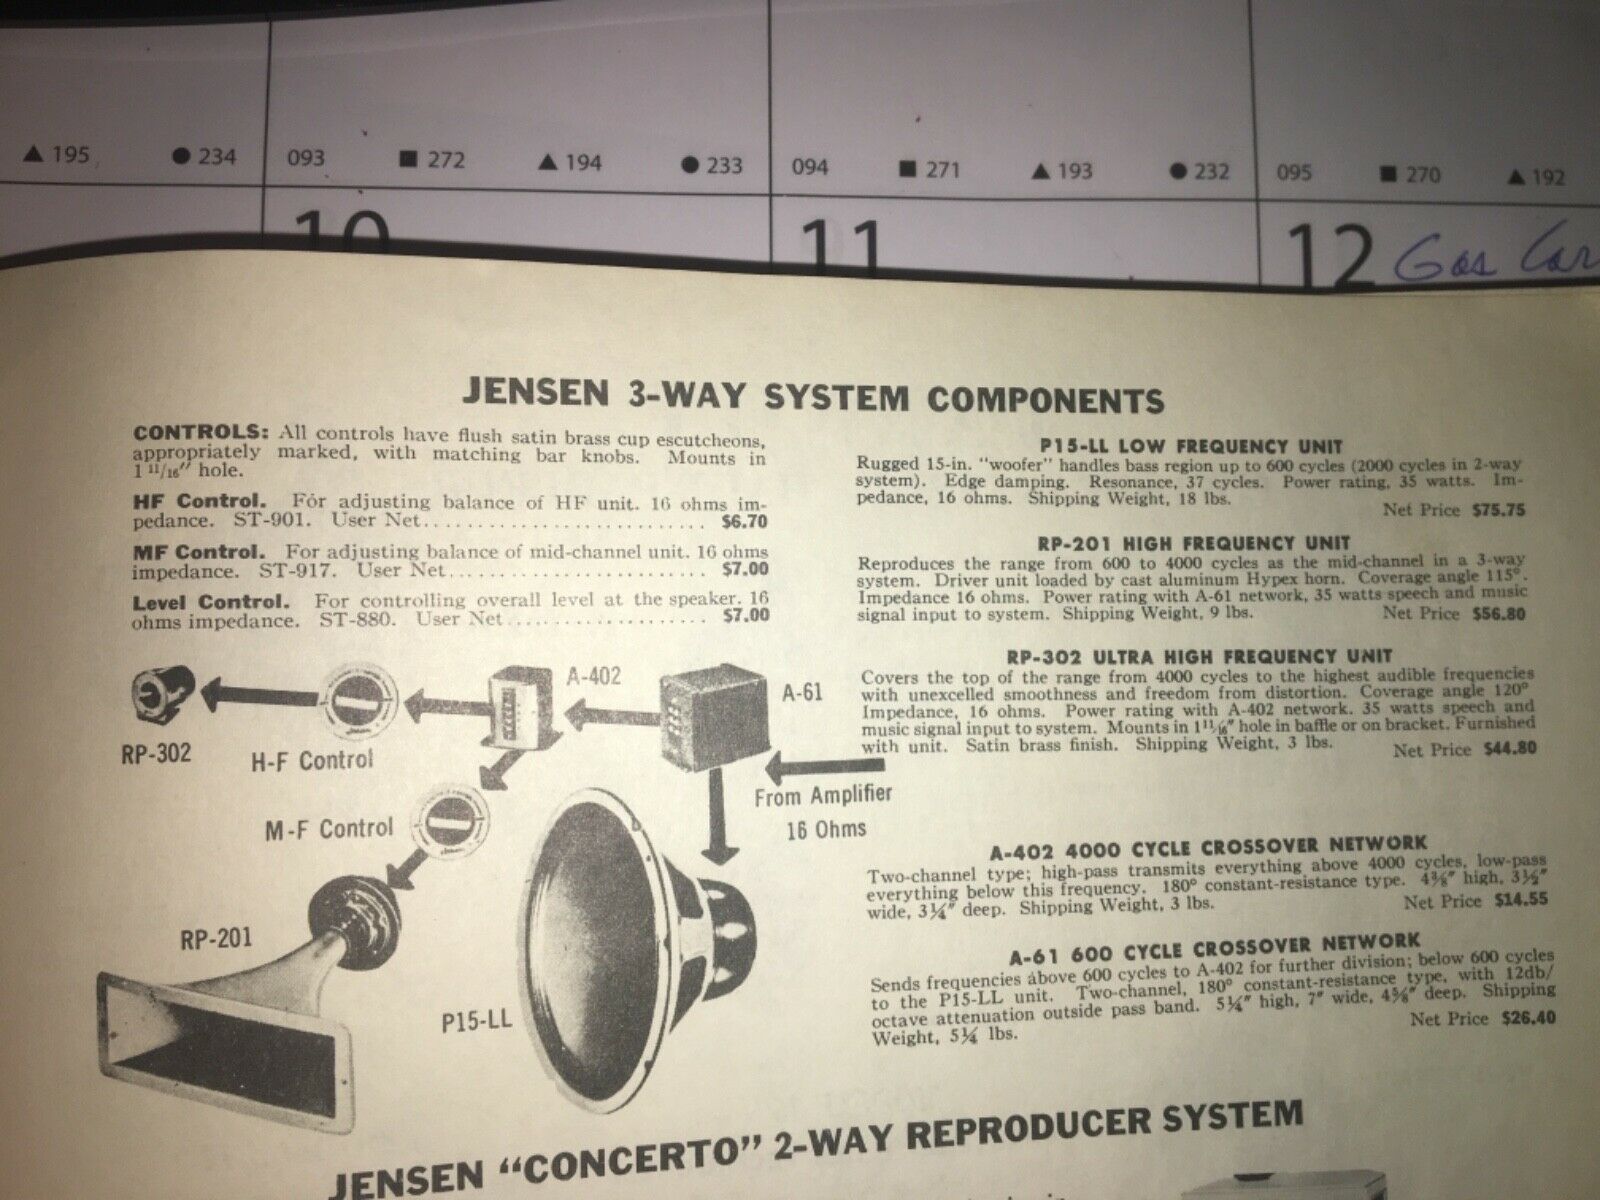 ▲ 195 ● 234 093 ■ 272 ▲ 194 ● 233 094 ■ 271 ▲ 193 ● 232 095 ■ 270 ▲ 192
10 11 12 Gas Car
JENSEN 3-WAY SYSTEM COMPONENTS
CONTROLS: All controls have flush satin brass cup escutcheons,
appropriately marked, with matching bar knobs. Mounts in
1 11/16" hole.
HF Control. For adjusting balance of HF unit. 16 ohms im-
pedance. ST-901. User Net.......................... $6.70
MF Control. For adjusting balance of mid-channel unit. 16 ohms
impedance. ST-917. User Net........................ $7.00
Level Control. For controlling overall level at the speaker. 16
ohms impedance. ST-880. User Net................... $7.00
RP-302
H-F Control
A-402
A-61
From Amplifier
16 Ohms
M-F Control
RP-201
P15-LL
P15-LL LOW FREQUENCY UNIT
Rugged 15-in. "woofer" handles bass region up to 600 cycles (2000 cycles in 2-way
system). Edge damping. Resonance, 37 cycles. Power rating, 35 watts. Im-
pedance, 16 ohms. Shipping Weight, 18 lbs.
Net Price $75.75
RP-201 HIGH FREQUENCY UNIT
Reproduces the range from 600 to 4000 cycles as the mid-channel in a 3-way
system. Driver unit loaded by cast aluminum Hypex horn. Coverage angle 115°.
Impedance 16 ohms. Power rating with A-61 network, 35 watts speech and music
signal input to system. Shipping Weight, 9 lbs. Net Price $56.80
RP-302 ULTRA HIGH FREQUENCY UNIT
Covers the top of the range from 4000 cycles to the highest audible frequencies
with unexcelled smoothness and freedom from distortion. Coverage angle 120°
Impedance, 16 ohms. Power rating with A-402 network. 35 watts speech and
music signal input to system. Mounts in 1 11/16" hole in baffle or on bracket. Furnished
with unit. Satin brass finish. Shipping Weight, 3 lbs. Net Price $44.80
A-402 4000 CYCLE CROSSOVER NETWORK
Two-channel type; high-pass transmits everything above 4000 cycles, low-pass
everything below this frequency. 180° constant-resistance type. 4⅜" high, 3½"
wide, 3¼" deep. Shipping Weight, 3 lbs. Net Price $14.55
A-61 600 CYCLE CROSSOVER NETWORK
Sends frequencies above 600 cycles to A-402 for further division; below 600 cycles
to the P15-LL unit. Two-channel, 180° constant-resistance type, with 12db/
octave attenuation outside pass band. 5¼" high, 7" wide, 4⅝" deep. Shipping
Weight, 5¼ lbs. Net Price $26.40
JENSEN "CONCERTO" 2-WAY REPRODUCER SYSTEM